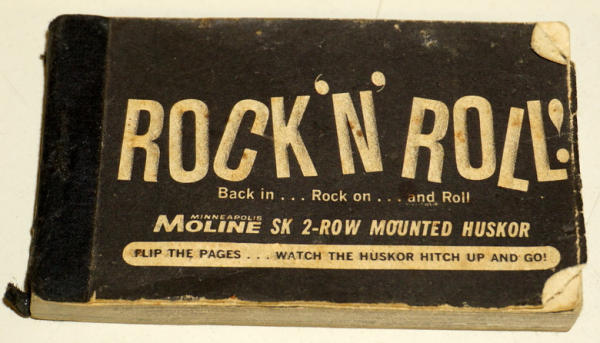 ROCK 'N' ROLL!
Back in . . . Rock on . . . and Roll
MINNEAPOLIS
MOLINE SK 2-ROW MOUNTED HUSKOR
FLIP THE PAGES . . . WATCH THE HUSKOR HITCH UP AND GO!